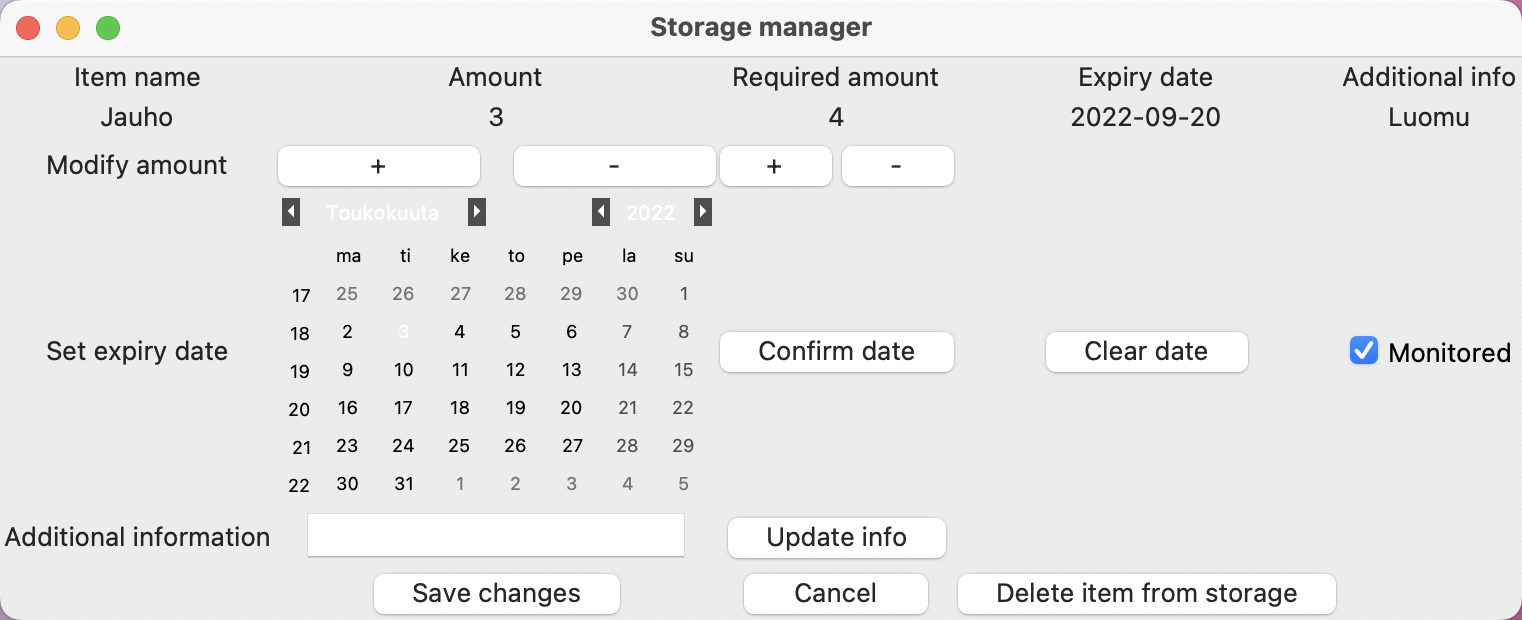 Storage manager
Item name Amount Required amount Expiry date Additional info
Jauho 3 4 2022-09-20 Luomu
Modify amount + - + -
Toukokuuta 2022
ma ti ke to pe la su
17 25 26 27 28 29 30 1
18 2 3 4 5 6 7 8
Set expiry date Confirm date Clear date Monitored
19 9 10 11 12 13 14 15
20 16 17 18 19 20 21 22
21 23 24 25 26 27 28 29
22 30 31 1 2 3 4 5
Additional information Update info
Save changes Cancel Delete item from storage